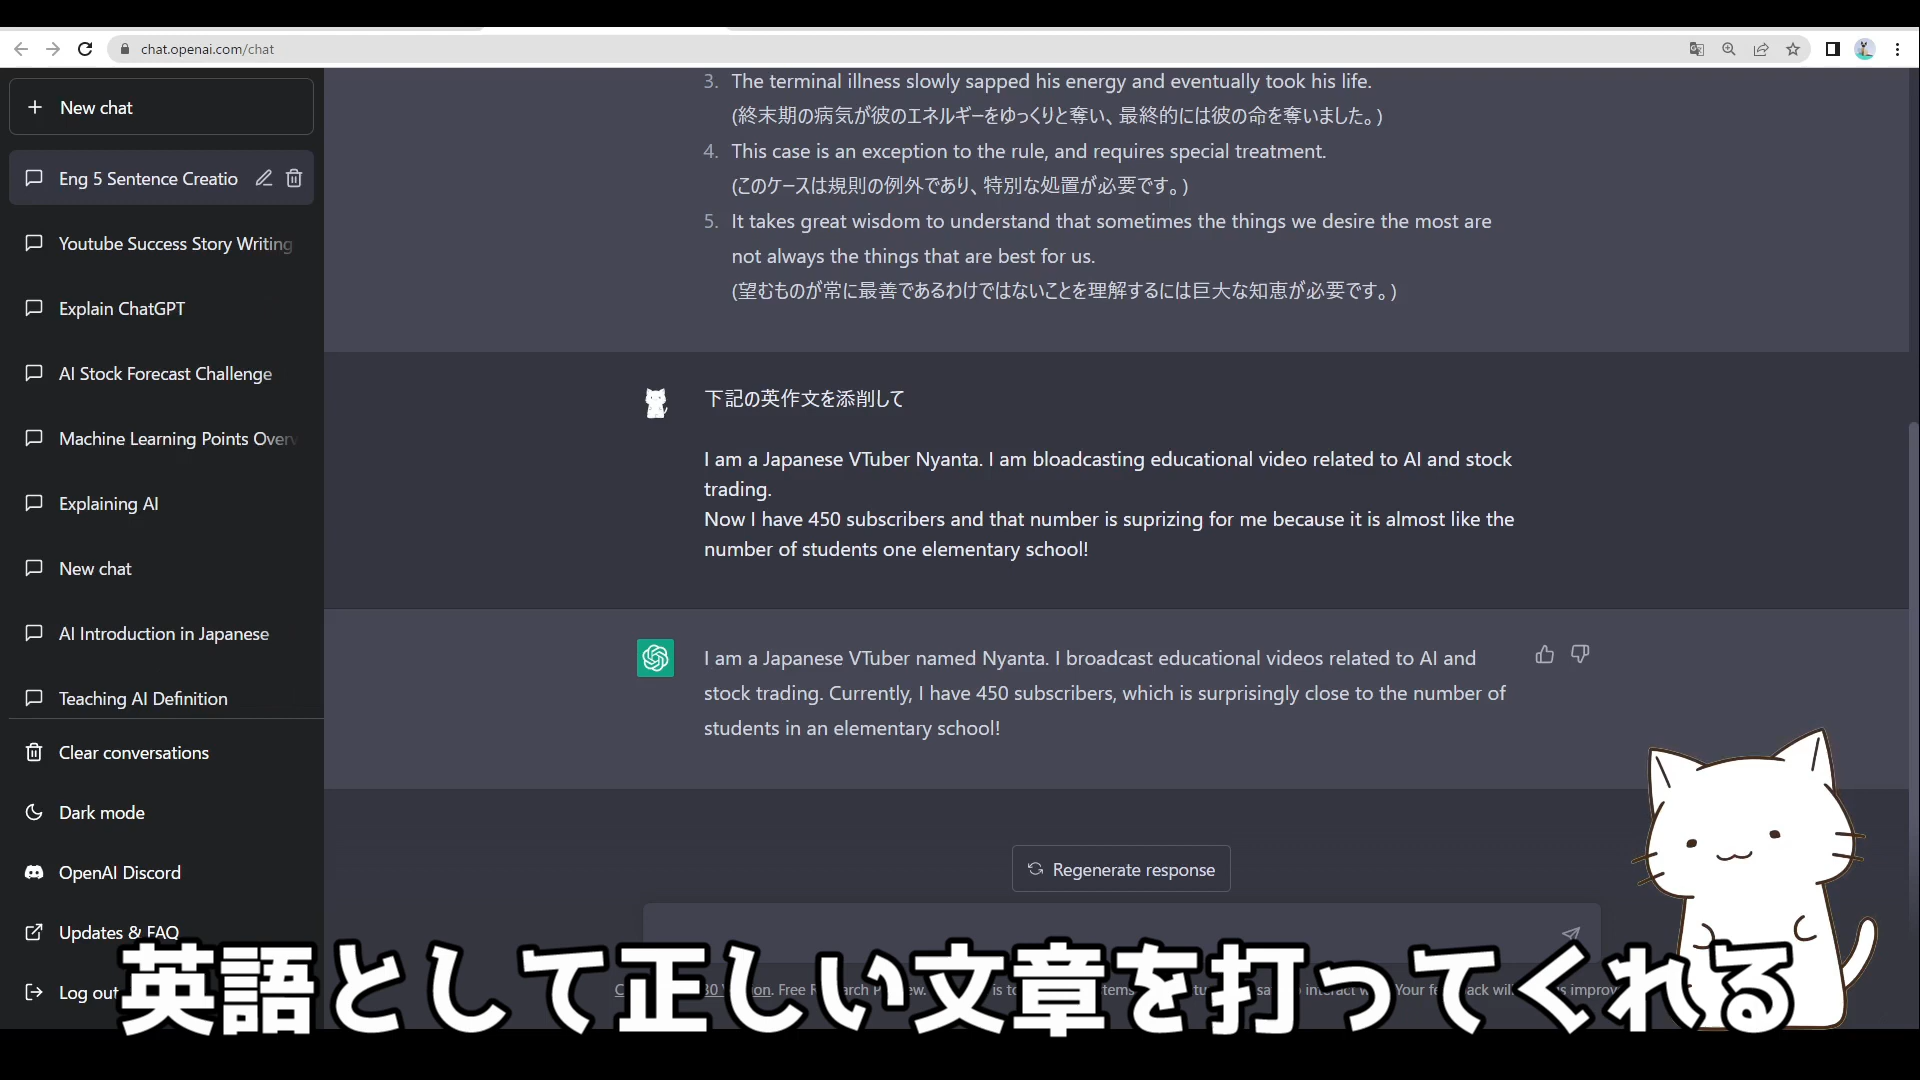 chat.openai.com/chat
New chat
Eng 5 Sentence Creatio
Youtube Success Story Writing
Explain ChatGPT
AI Stock Forecast Challenge
Machine Learning Points Overv
Explaining AI
New chat
AI Introduction in Japanese
Teaching AI Definition
Clear conversations
Dark mode
OpenAI Discord
Updates & FAQ
Log out
3. The terminal illness slowly sapped his energy and eventually took his life.
(終末期の病気が彼のエネルギーをゆっくりと奪い、最終的には彼の命を奪いました。)
4. This case is an exception to the rule, and requires special treatment.
(このケースは規則の例外であり、特別な処置が必要です。)
5. It takes great wisdom to understand that sometimes the things we desire the most are
not always the things that are best for us.
(望むものが常に最善であるわけではないことを理解するには巨大な知恵が必要です。)
下記の英作文を添削して
I am a Japanese VTuber Nyanta. I am bloadcasting educational video related to AI and stock
trading.
Now I have 450 subscribers and that number is suprizing for me because it is almost like the
number of students one elementary school!
I am a Japanese VTuber named Nyanta. I broadcast educational videos related to AI and
stock trading. Currently, I have 450 subscribers, which is surprisingly close to the number of
students in an elementary school!
Regenerate response
Free
Your
英語として正しい文章を打ってくれる